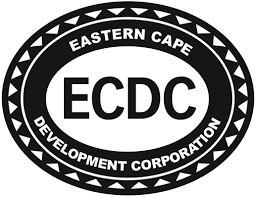 EASTERN CAPE
ECDC
DEVELOPMENT CORPORATION